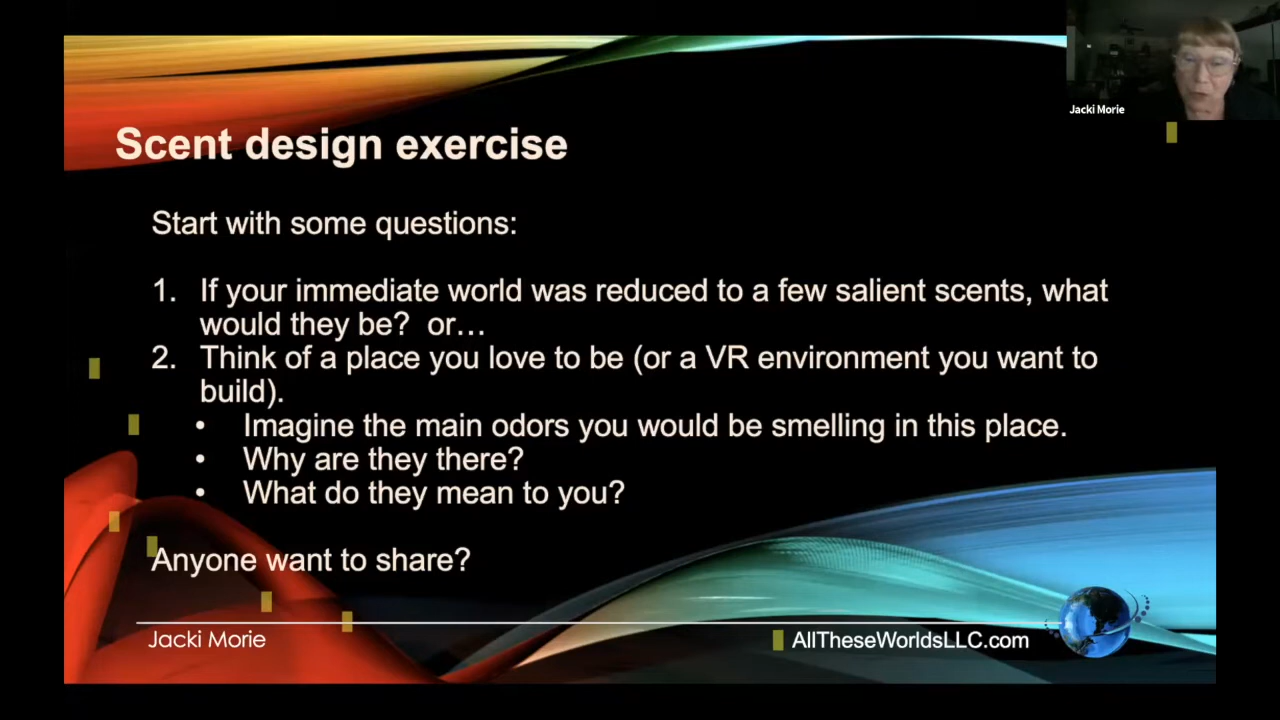 Jacki Morie
Scent design exercise
Start with some questions:
1. If your immediate world was reduced to a few salient scents, what
would they be? or...
2. Think of a place you love to be (or a VR environment you want to
build).
• Imagine the main odors you would be smelling in this place.
• Why are they there?
• What do they mean to you?
Anyone want to share?
Jacki Morie
AllTheseWorldsLLC.com